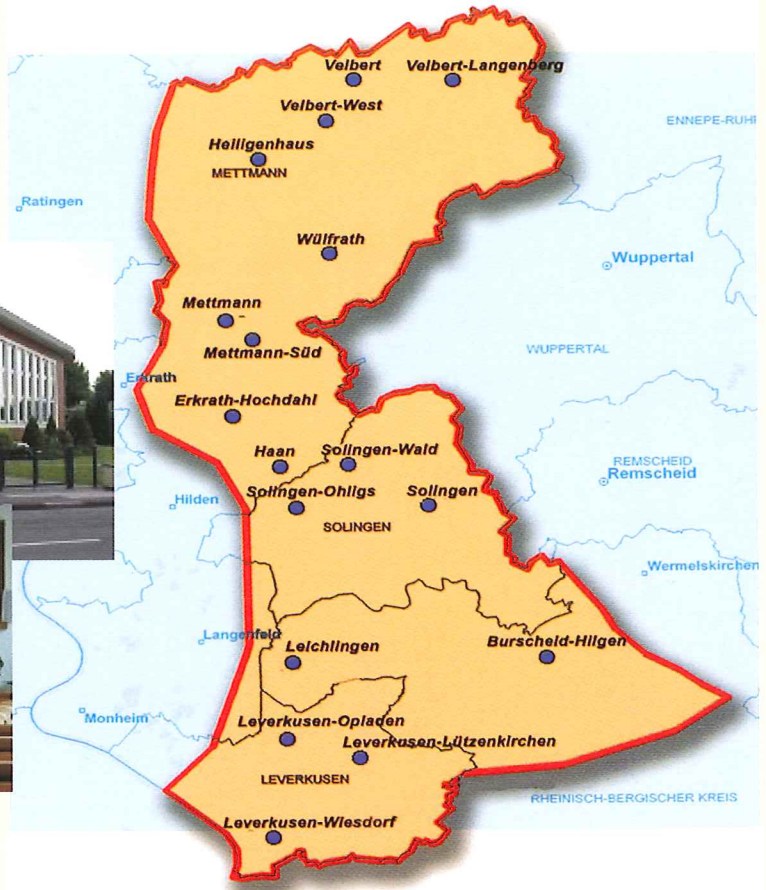 Velbert
Velbert-Langenberg
Velbert-West
ENNEPE-RUHR
Heiligenhaus
METTMANN
Ratingen
Wülfrath
Wuppertal
Mettmann
Mettmann-Süd
WUPPERTAL
Erkrath
Erkrath-Hochdahl
Haan
Solingen-Wald
REMSCHEID
Remscheid
Hilden
Solingen-Ohligs
Solingen
SOLINGEN
Wermelskirchen
Langenfeld
Leichlingen
Burscheid-Hilgen
Monheim
Leverkusen-Opladen
Leverkusen-Lützenkirchen
LEVERKUSEN
RHEINISCH-BERGISCHER KREIS
Leverkusen-Wiesdorf